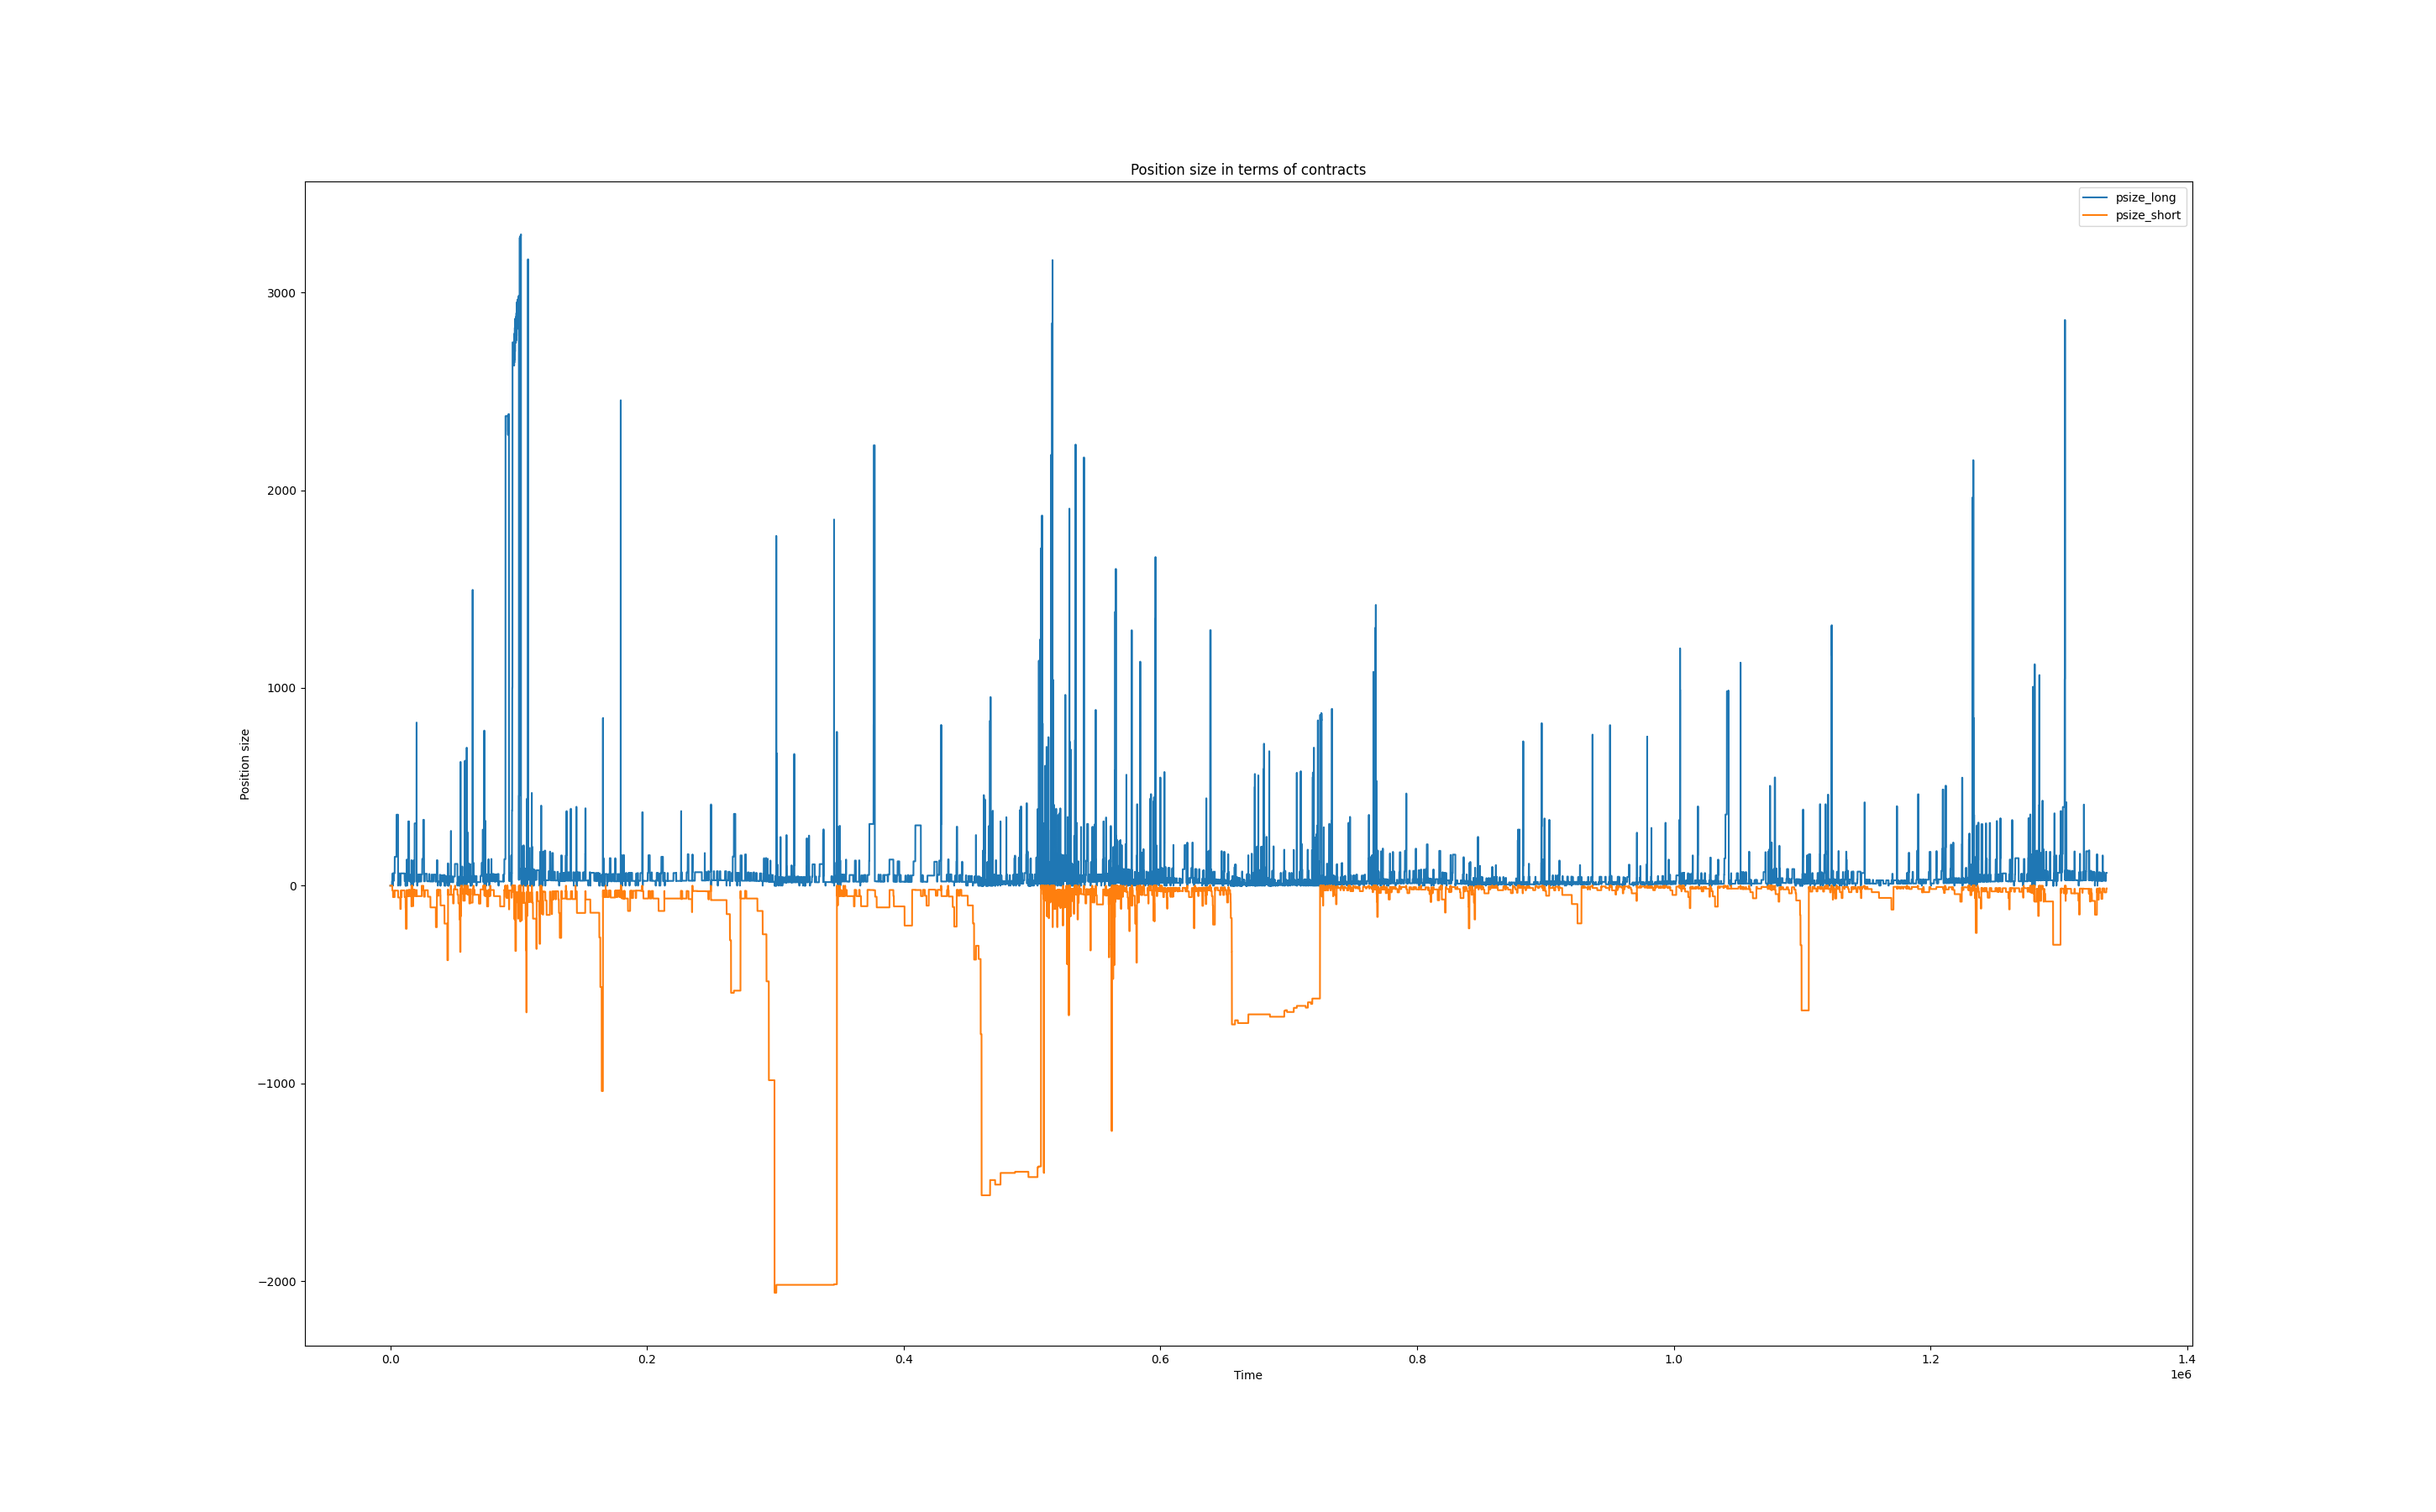 Position size in terms of contracts
psize_long
psize_short
3000
2000
1000
0
−1000
−2000
Position size
0.0 0.2 0.4 0.6 0.8 1.0 1.2 1.4
Time
1e6